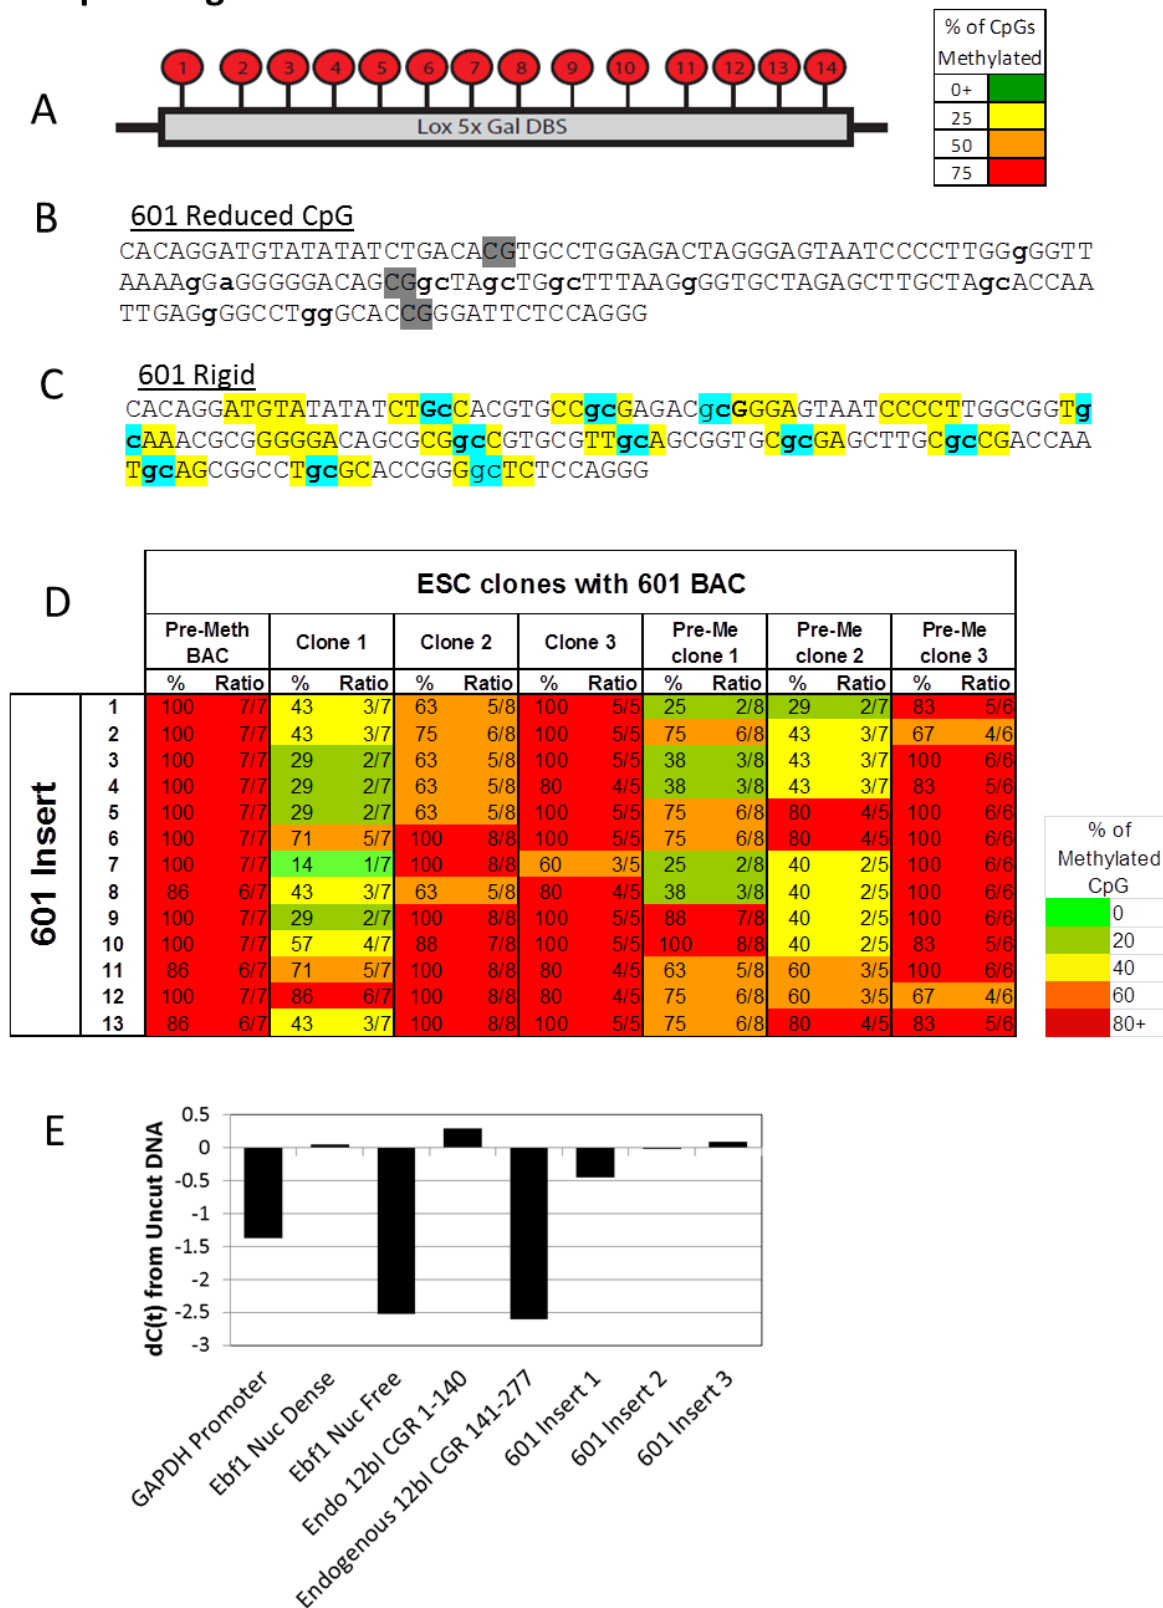 A
1 2 3 4 5 6 7 8 9 10 11 12 13 14
Lox 5x Gal DBS
% of CpGs
Methylated
0+
25
50
75
B
601 Reduced CpG
CACAGGATGTATATATCTGACACGTGCCTGGAGACTAGGGAGTAATCCCCTTGGgGGTT
AAAAgGaGGGGGACAGCGgcTAgcTGgcTTTAAGgGGTGCTAGAGCTTGCTAgcACCAA
TTGAGgGGCCTggGCACCGGGATTCTCCAGGG
C
601 Rigid
CACAGGATGTATATATCTGcCACGTGCCgcGAGACgcGGGAGTAATCCCCTTGGCGGTg
cAAACGCGGGGGACAGCGCGgcCGTGCGTTgcAGCGGTGCgcGAGCTTGCgcCGACCAA
TgcAGCGGCCTgcGCACCGGGgcTCTCCAGGG
D
ESC clones with 601 BAC
Pre-Meth BAC Clone 1 Clone 2 Clone 3 Pre-Me clone 1 Pre-Me clone 2 Pre-Me clone 3
% Ratio % Ratio % Ratio % Ratio % Ratio % Ratio % Ratio
601 Insert
1 100 7/7 43 3/7 63 5/8 100 5/5 25 2/8 29 2/7 83 5/6
2 100 7/7 43 3/7 75 6/8 100 5/5 75 6/8 43 3/7 67 4/6
3 100 7/7 29 2/7 63 5/8 100 5/5 38 3/8 43 3/7 100 6/6
4 100 7/7 29 2/7 63 5/8 80 4/5 38 3/8 43 3/7 83 5/6
5 100 7/7 29 2/7 63 5/8 100 5/5 75 6/8 80 4/5 100 6/6
6 100 7/7 71 5/7 100 8/8 100 5/5 75 6/8 80 4/5 100 6/6
7 100 7/7 14 1/7 100 8/8 60 3/5 25 2/8 40 2/5 100 6/6
8 86 6/7 43 3/7 63 5/8 80 4/5 38 3/8 40 2/5 100 6/6
9 100 7/7 29 2/7 100 8/8 100 5/5 88 7/8 40 2/5 100 6/6
10 100 7/7 57 4/7 88 7/8 100 5/5 100 8/8 40 2/5 83 5/6
11 86 6/7 71 5/7 100 8/8 80 4/5 63 5/8 60 3/5 100 6/6
12 100 7/7 86 6/7 100 8/8 80 4/5 75 6/8 60 3/5 67 4/6
13 86 6/7 43 3/7 100 8/8 100 5/5 75 6/8 80 4/5 83 5/6
% of
Methylated
CpG
0
20
40
60
80+
E
dC(t) from Uncut DNA
0.5
0
-0.5
-1
-1.5
-2
-2.5
-3
GAPDH Promoter
Ebf1 Nuc Dense
Ebf1 Nuc Free
Endo 12bl CGR 1-140
Endogenous 12bl CGR 141-277
601 Insert 1
601 Insert 2
601 Insert 3